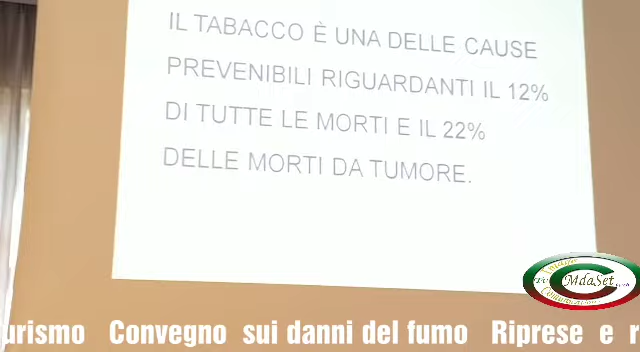 IL TABACCO È UNA DELLE CAUSE
PREVENIBILI RIGUARDANTI IL 12%
DI TUTTE LE MORTI E IL 22%
DELLE MORTI DA TUMORE.
MdaSet
urismo Convegno sui danni del fumo Riprese e r